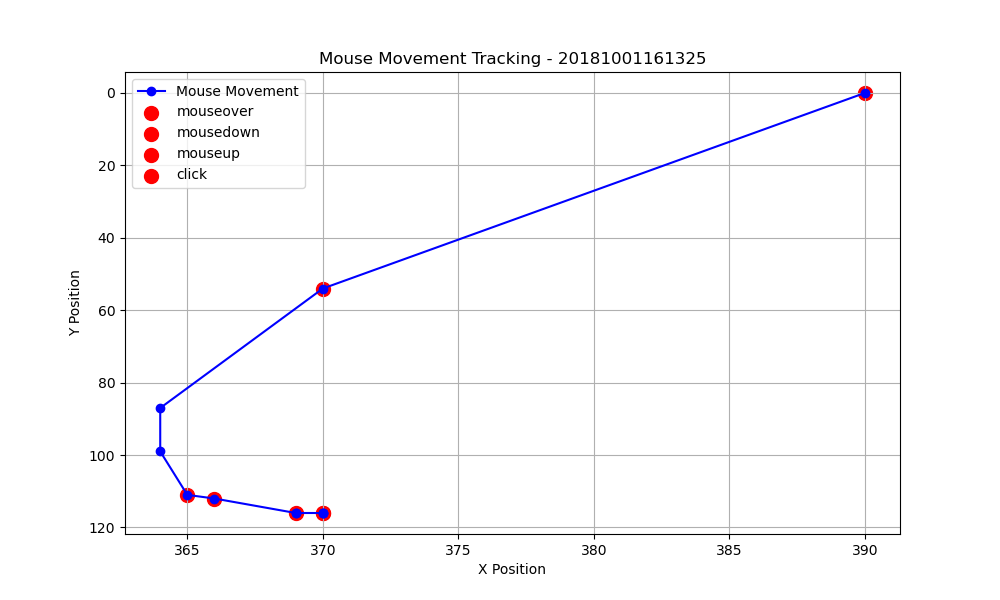 Mouse Movement Tracking - 20181001161325
Mouse Movement
mouseover
mousedown
mouseup
click
0
20
40
60
80
100
120
Y Position
365 370 375 380 385 390
X Position